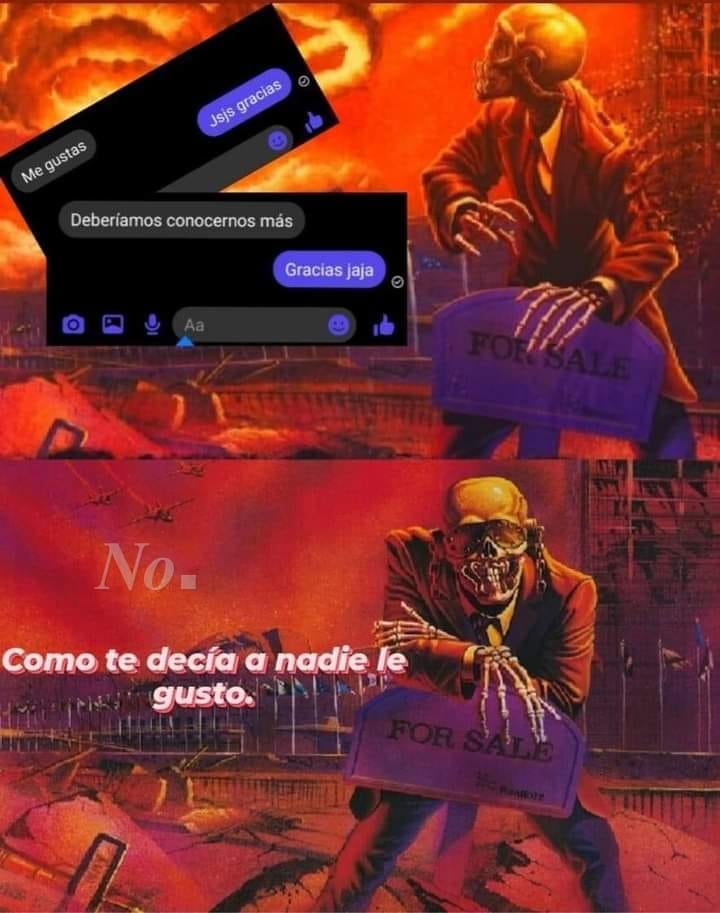 Me gustas
Jsjs gracias
Deberíamos conocernos más
Gracias jaja
Aa
FOR SALE
No.
Como te decía a nadie le
gusto.
FOR SALE